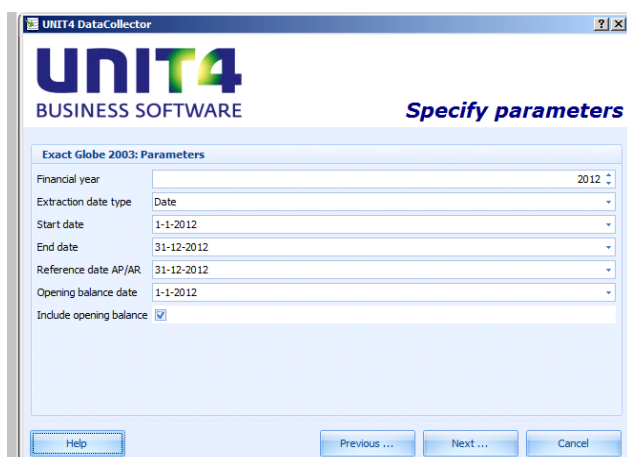 UNIT4 DataCollector
UNIT4
BUSINESS SOFTWARE
Specify parameters
Exact Globe 2003: Parameters
Financial year 2012
Extraction date type Date
Start date 1-1-2012
End date 31-12-2012
Reference date AP/AR 31-12-2012
Opening balance date 1-1-2012
Include opening balance
Help Previous ... Next ... Cancel